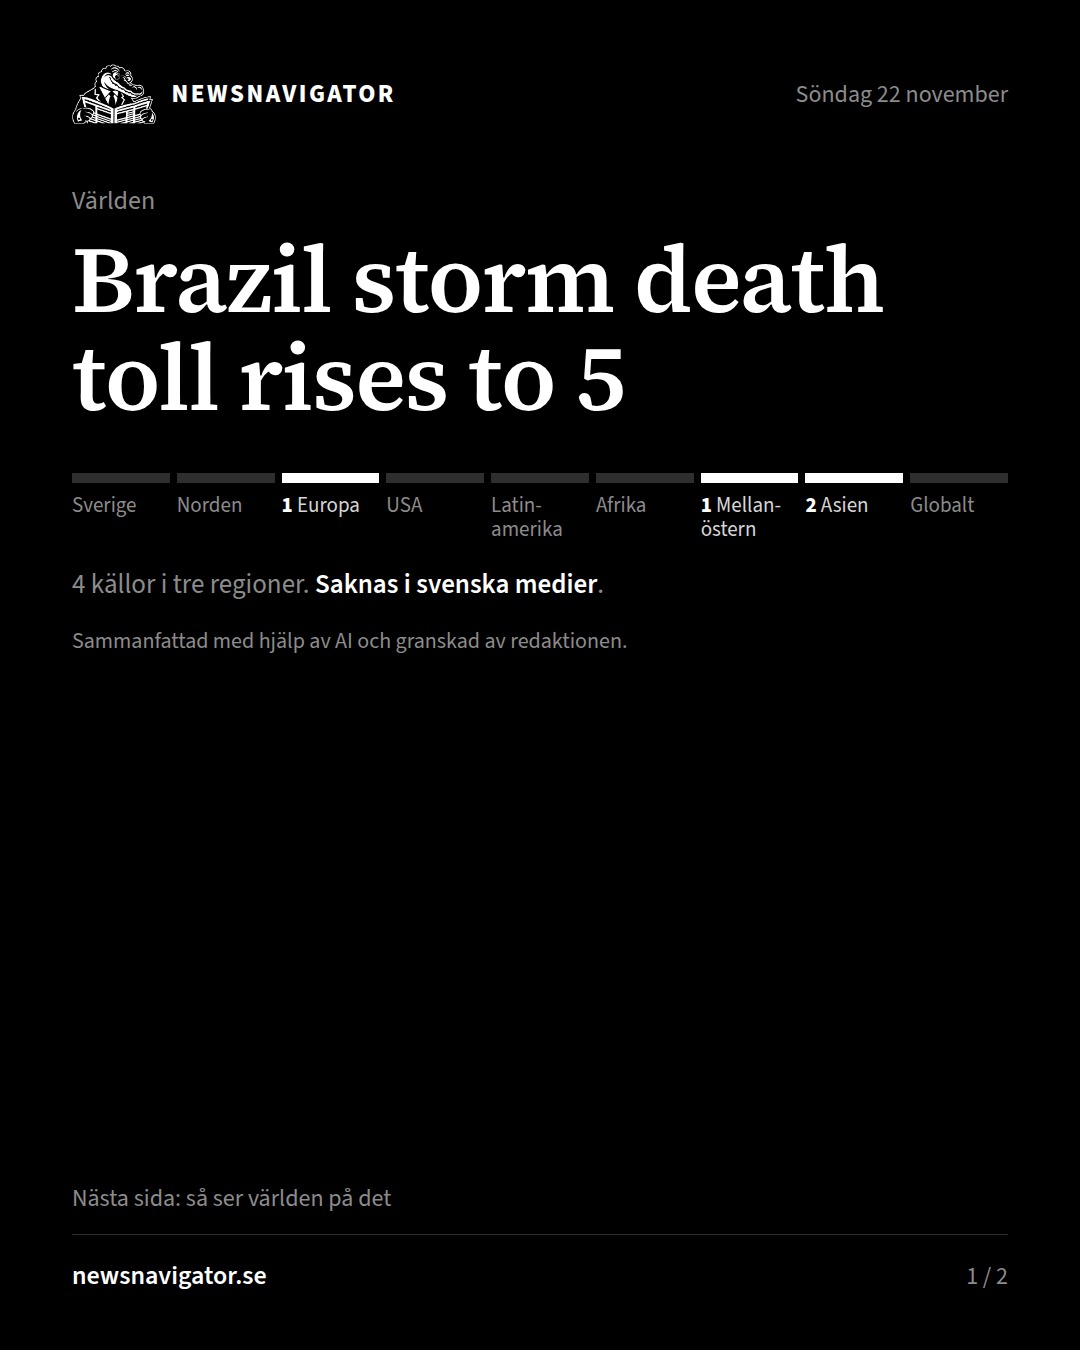 NEWSNAVIGATOR
Söndag 22 november
Världen
Brazil storm death
toll rises to 5
Sverige
Norden
1 Europa
USA
Latin-
amerika
Afrika
1 Mellan-
östern
2 Asien
Globalt
4 källor i tre regioner. Saknas i svenska medier.
Sammanfattad med hjälp av AI och granskad av redaktionen.
Nästa sida: så ser världen på det
newsnavigator.se
1 / 2